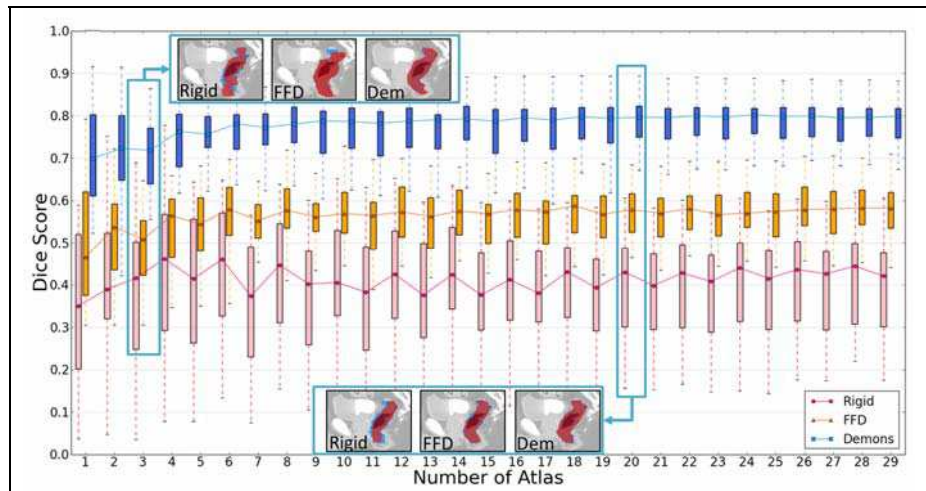 1.0
0.9
0.8
0.7
0.6
0.5
0.4
0.3
0.2
0.1
0.0
Dice Score
Rigid FFD Dem
Rigid FFD Dem
Rigid
FFD
Demons
1 2 3 4 5 6 7 8 9 10 11 12 13 14 15 16 17 18 19 20 21 22 23 24 25 26 27 28 29
Number of Atlas